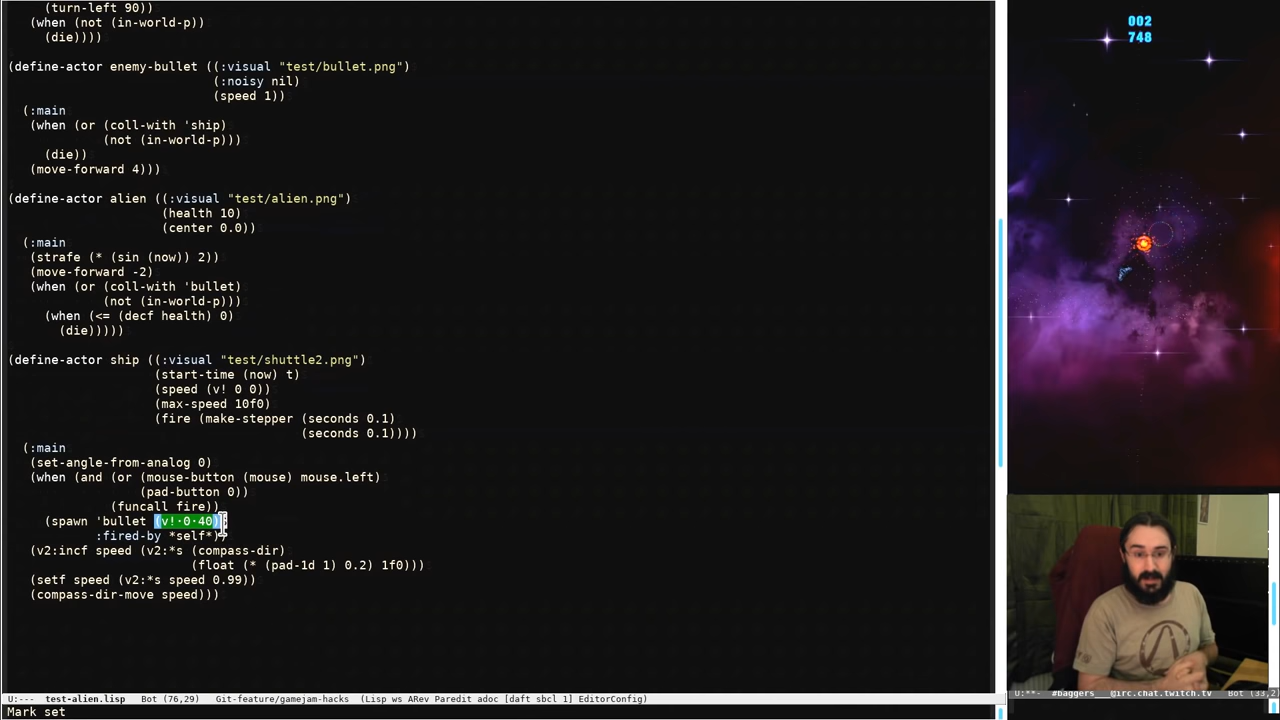 (turn-left 90))
(when (not (in-world-p))
(die))))
(define-actor enemy-bullet ((:visual "test/bullet.png")
(:noisy nil)
(speed 1))
(:main
(when (or (coll-with 'ship)
(not (in-world-p)))
(die))
(move-forward 4)))
(define-actor alien ((:visual "test/alien.png")
(health 10)
(center 0.0))
(:main
(strafe (* (sin (now)) 2))
(move-forward -2)
(when (or (coll-with 'bullet)
(not (in-world-p)))
(when (<= (decf health) 0)
(die)))))
(define-actor ship ((:visual "test/shuttle2.png")
(start-time (now) t)
(speed (v! 0 0))
(max-speed 10f0)
(fire (make-stepper (seconds 0.1)
(seconds 0.1))))
(:main
(set-angle-from-analog 0)
(when (and (or (mouse-button (mouse) mouse.left)
(pad-button 0))
(funcall fire))
(spawn 'bullet (v!·0·40)
:fired-by *self*))
(v2:incf speed (v2:*s (compass-dir)
(float (* (pad-1d 1) 0.2) 1f0)))
(setf speed (v2:*s speed 0.99))
(compass-dir-move speed)))
U:--- test-alien.lisp Bot (76,29) Git-feature/gamejam-hacks (Lisp ws ARev Paredit adoc [daft sbcl 1] EditorConfig)
Mark set
002
748
U:**- #baggers___@irc.chat.twitch.tv Bot (33,2)